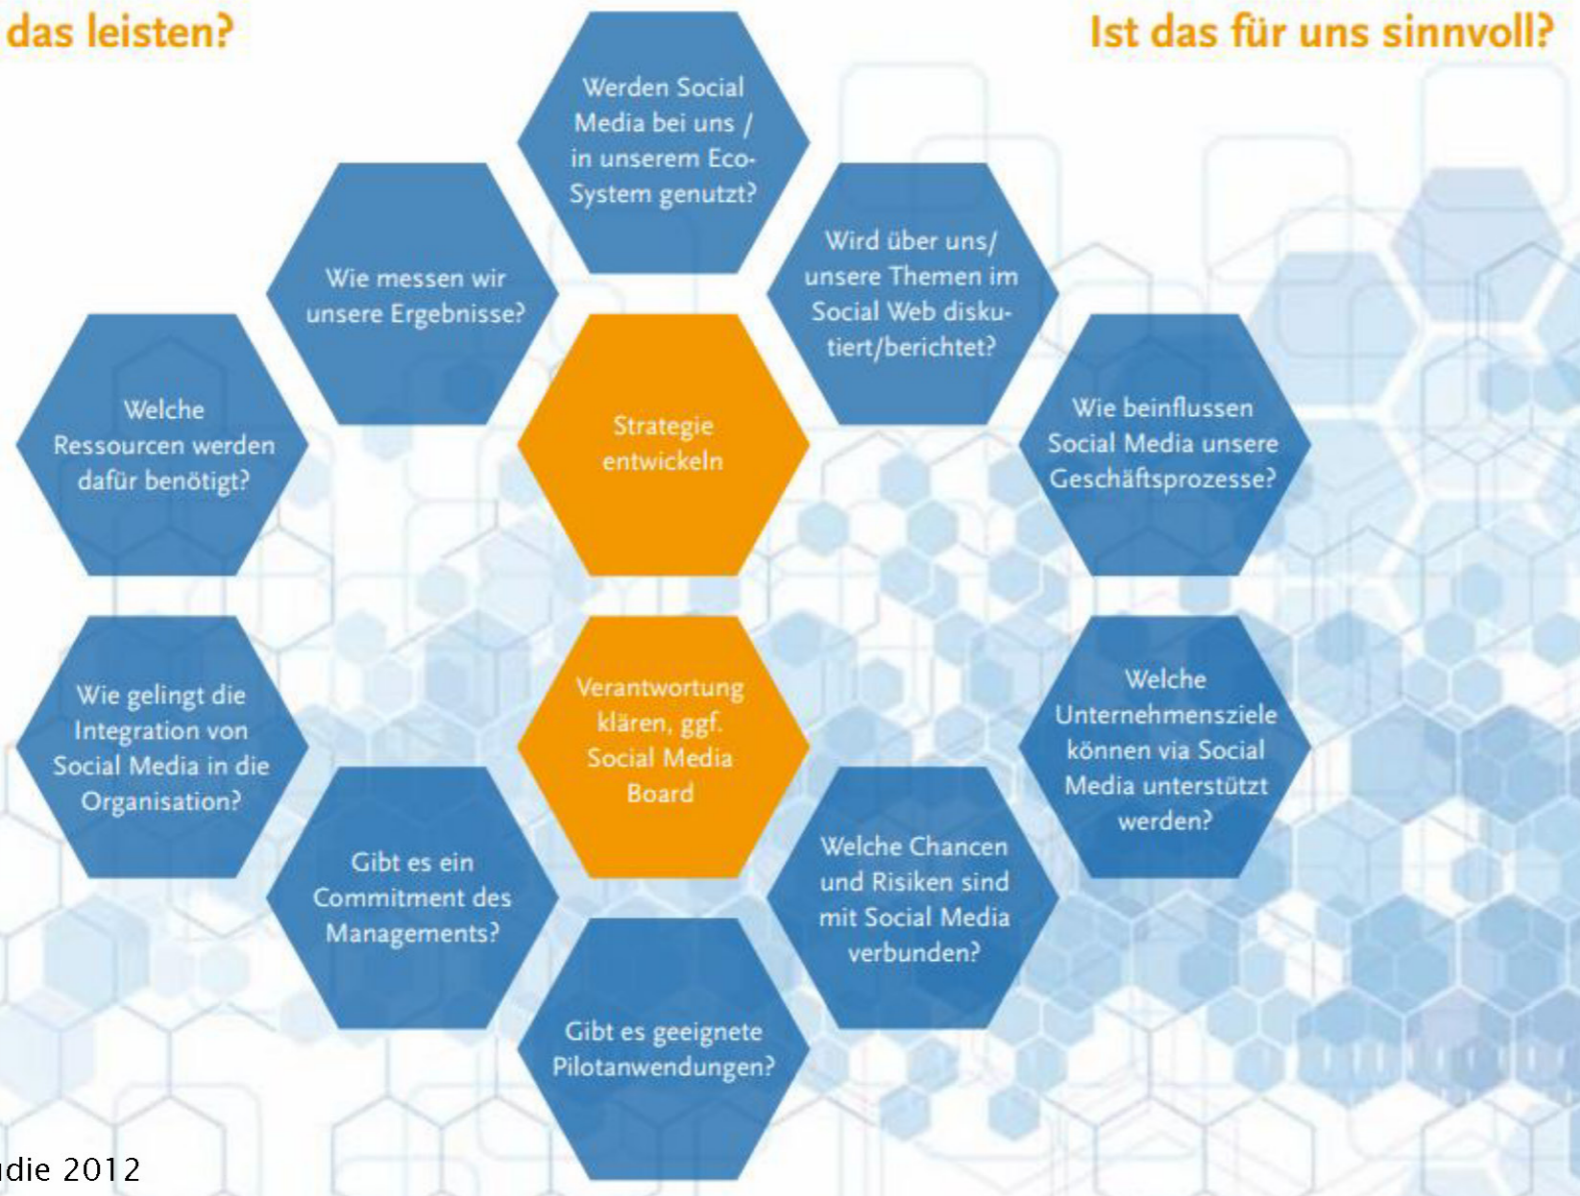 das leisten?
Ist das für uns sinnvoll?
Werden Social
Media bei uns /
in unserem Eco-
System genutzt?
Wird über uns/
unsere Themen im
Social Web disku-
tiert/berichtet?
Wie beinflussen
Social Media unsere
Geschäftsprozesse?
Welche
Unternehmensziele
können via Social
Media unterstützt
werden?
Welche Chancen
und Risiken sind
mit Social Media
verbunden?
Gibt es geeignete
Pilotanwendungen?
Gibt es ein
Commitment des
Managements?
Wie gelingt die
Integration von
Social Media in die
Organisation?
Welche
Ressourcen werden
dafür benötigt?
Wie messen wir
unsere Ergebnisse?
Strategie
entwickeln
Verantwortung
klären, ggf.
Social Media
Board
2012